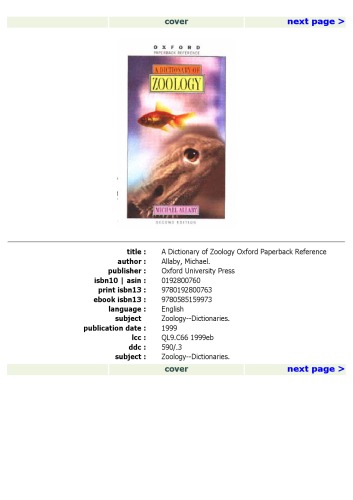 cover next page >
OXFORD
PAPERBACK REFERENCE
A DICTIONARY OF
ZOOLOGY
MICHAEL ALLABY
SECOND EDITION
title : A Dictionary of Zoology Oxford Paperback Reference
author : Allaby, Michael.
publisher : Oxford University Press
isbn10 | asin : 0192800760
print isbn13 : 9780192800763
ebook isbn13 : 9780585159973
language : English
subject Zoology--Dictionaries.
publication date : 1999
lcc : QL9.C66 1999eb
ddc : 590/.3
subject : Zoology--Dictionaries.
cover next page >